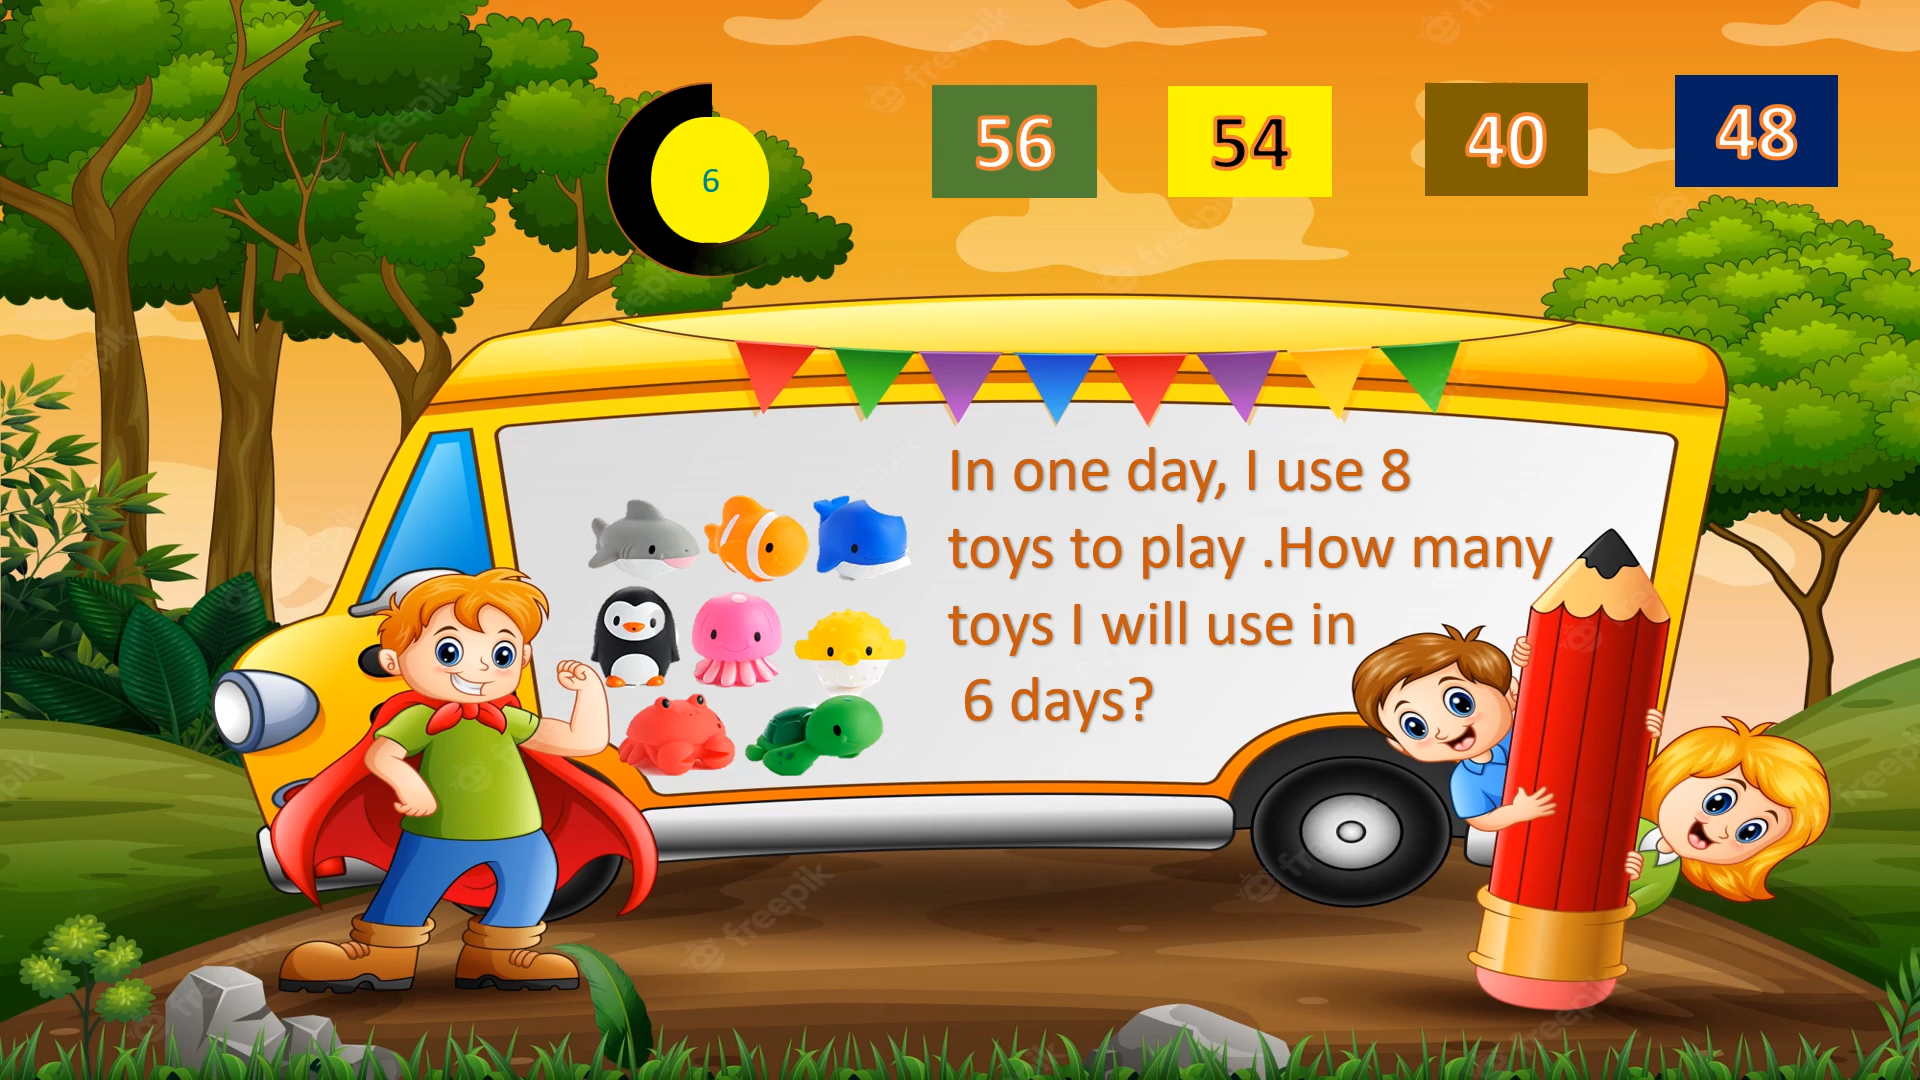 6
56 54 40 48
In one day, I use 8
toys to play .How many
toys I will use in
6 days?
freepik